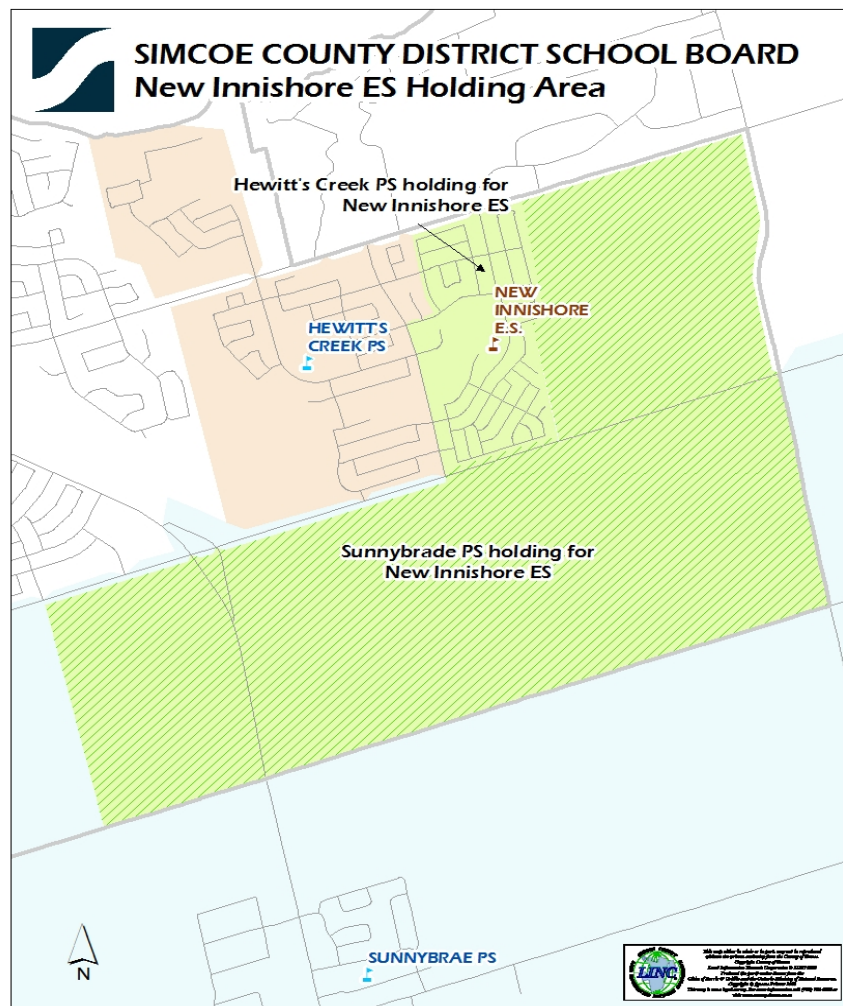 SIMCOE COUNTY DISTRICT SCHOOL BOARD
New Innishore ES Holding Area
Hewitt's Creek PS holding for
New Innishore ES
NEW
INNISHORE
E.S.
HEWITT'S
CREEK PS
Sunnybrade PS holding for
New Innishore ES
N
SUNNYBRAE PS
LINC